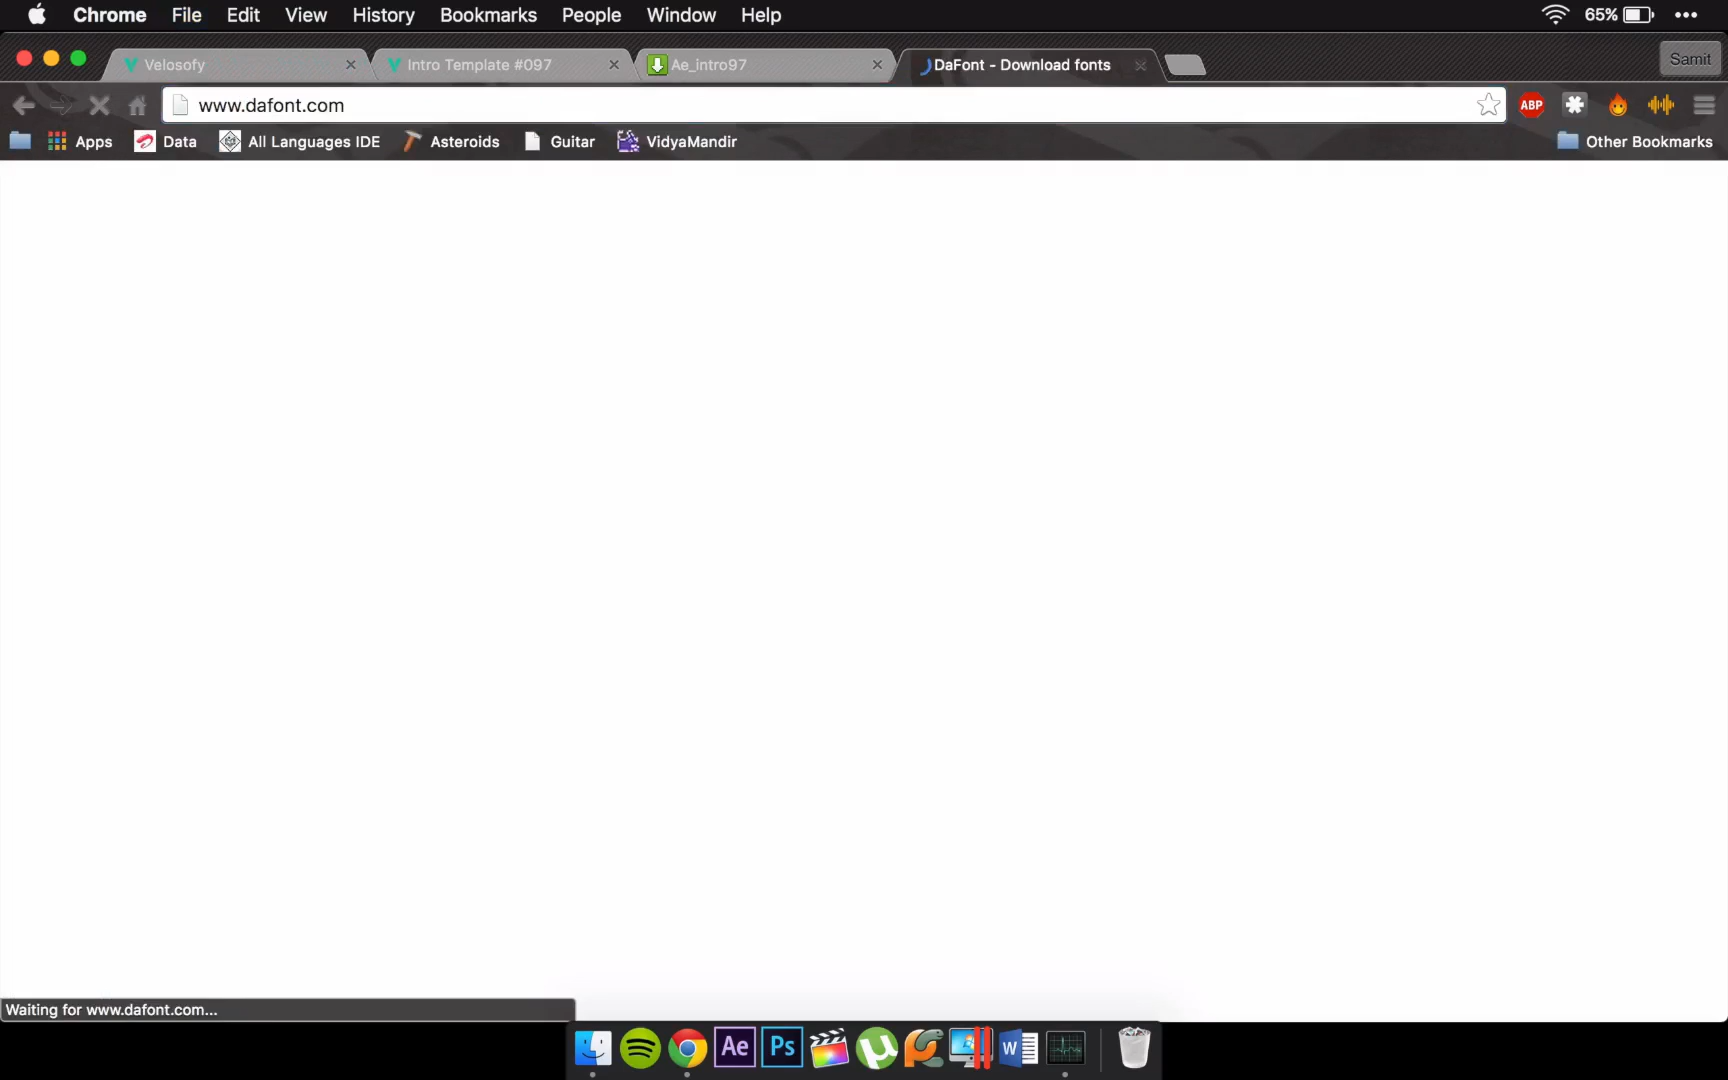 Chrome File Edit View History Bookmarks People Window Help 65%
Velosofy Intro Template #097 Ae_intro97 DaFont - Download fonts Samit
www.dafont.com ABP
Apps Data All Languages IDE Asteroids Guitar VidyaMandir Other Bookmarks
Waiting for www.dafont.com...
Ae Ps W